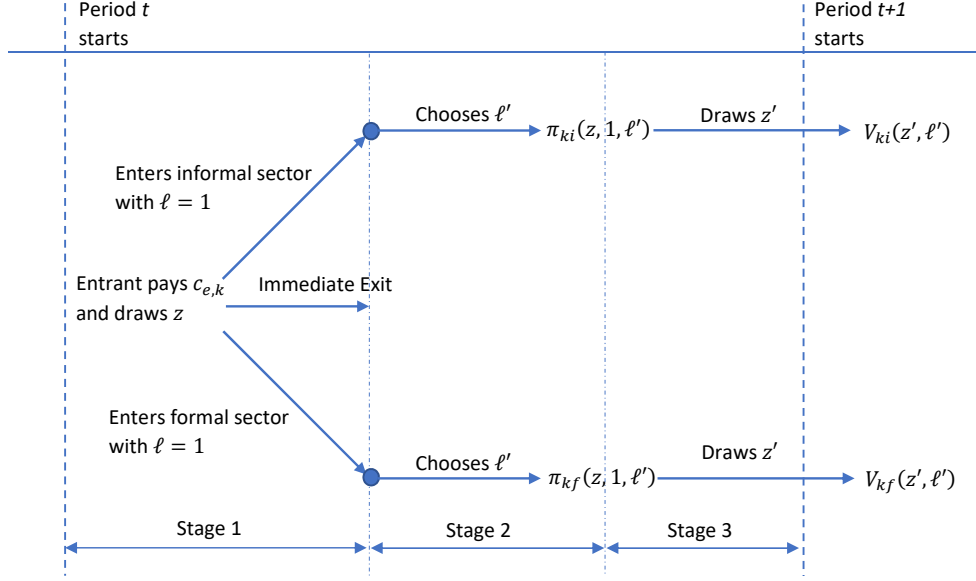 Period t
starts
Period t+1
starts
Chooses ℓ′
π_{ki}(z, 1, ℓ′)
Draws z′
V_{ki}(z′, ℓ′)
Enters informal sector
with ℓ = 1
Entrant pays c_{e,k}
and draws z
Immediate Exit
Enters formal sector
with ℓ = 1
Chooses ℓ′
π_{kf}(z, 1, ℓ′)
Draws z′
V_{kf}(z′, ℓ′)
Stage 1
Stage 2
Stage 3